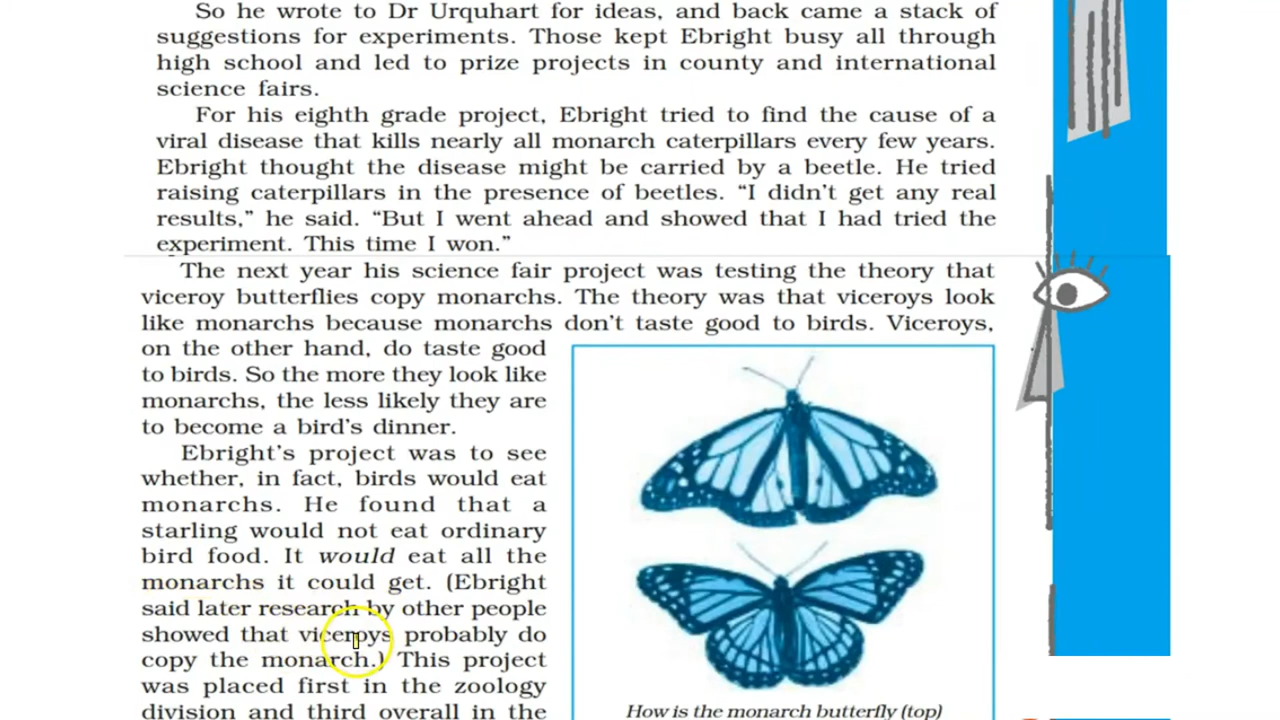 So he wrote to Dr Urquhart for ideas, and back came a stack of
suggestions for experiments. Those kept Ebright busy all through
high school and led to prize projects in county and international
science fairs.
For his eighth grade project, Ebright tried to find the cause of a
viral disease that kills nearly all monarch caterpillars every few years.
Ebright thought the disease might be carried by a beetle. He tried
raising caterpillars in the presence of beetles. “I didn't get any real
results,” he said. “But I went ahead and showed that I had tried the
experiment. This time I won.”
The next year his science fair project was testing the theory that
viceroy butterflies copy monarchs. The theory was that viceroys look
like monarchs because monarchs don't taste good to birds. Viceroys,
on the other hand, do taste good
to birds. So the more they look like
monarchs, the less likely they are
to become a bird's dinner.
Ebright's project was to see
whether, in fact, birds would eat
monarchs. He found that a
starling would not eat ordinary
bird food. It would eat all the
monarchs it could get. (Ebright
said later research by other people
showed that viceroys probably do
copy the monarch.) This project
was placed first in the zoology
division and third overall in the
How is the monarch butterfly (top)